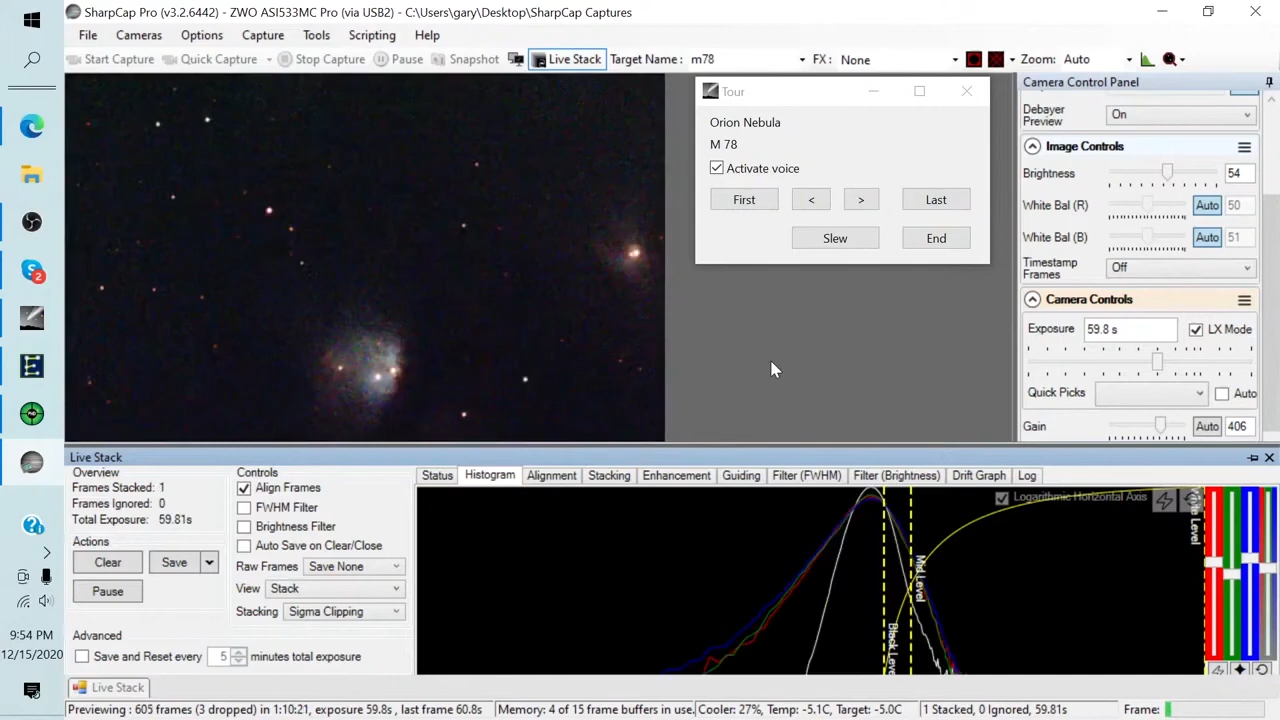 SharpCap Pro (v3.2.6442) - ZWO ASI533MC Pro (via USB2) - C:\Users\gary\Desktop\SharpCap Captures
File Cameras Options Capture Tools Scripting Help
Start Capture Quick Capture Stop Capture Pause Snapshot Live Stack Target Name: m78 FX: None Zoom: Auto
Tour
Orion Nebula
M 78
Activate voice
First < > Last
Slew End
Camera Control Panel
Debayer
Preview On
Image Controls
Brightness 54
White Bal (R) Auto 50
White Bal (B) Auto 51
Timestamp
Frames Off
Camera Controls
Exposure 59.8 s LX Mode
Quick Picks Auto
Gain Auto 406
Live Stack
Overview
Frames Stacked: 1
Frames Ignored: 0
Total Exposure: 59.81s
Actions
Clear Save
Pause
Controls
Align Frames
FWHM Filter
Brightness Filter
Auto Save on Clear/Close
Raw Frames Save None
View Stack
Stacking Sigma Clipping
Advanced
Save and Reset every 5 minutes total exposure
Status Histogram Alignment Stacking Enhancement Guiding Filter (FWHM) Filter (Brightness) Drift Graph Log
Logarithmic Horizontal Axis
Black Level
Mid Level
White Level
Live Stack
Previewing : 605 frames (3 dropped) in 1:10:21, exposure 59.8s , last frame 60.8s Memory: 4 of 15 frame buffers in use. Cooler: 27%, Temp: -5.1C, Target: -5.0C 1 Stacked, 0 Ignored, 59.81s Frame:
2
PHD
9:54 PM
12/15/2020